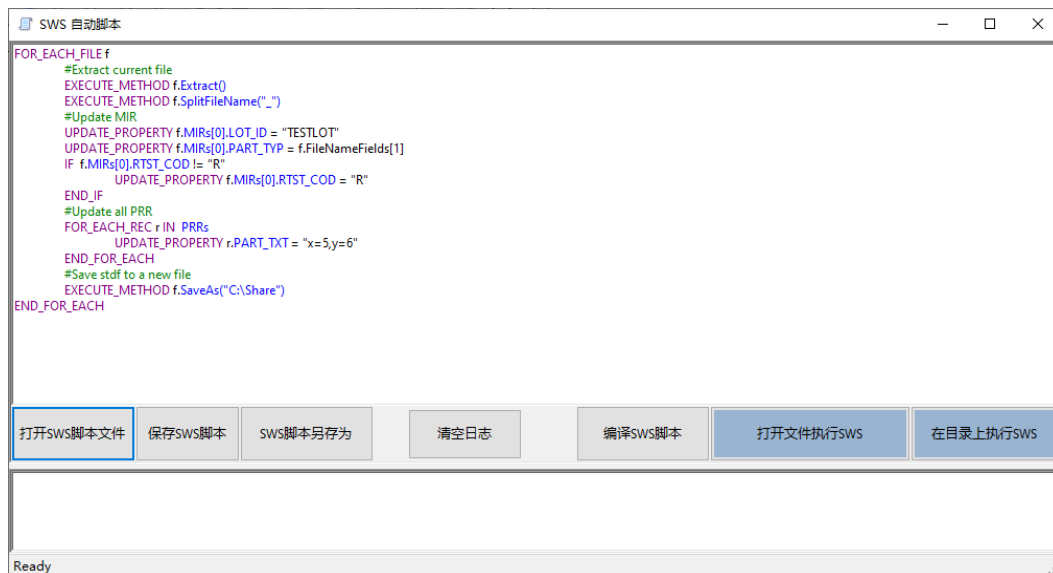 SWS 自动脚本
FOR_EACH_FILE f
#Extract current file
EXECUTE_METHOD f.Extract()
EXECUTE_METHOD f.SplitFileName("_")
#Update MIR
UPDATE_PROPERTY f.MIRs[0].LOT_ID = "TESTLOT"
UPDATE_PROPERTY f.MIRs[0].PART_TYP = f.FileNameFields[1]
IF f.MIRs[0].RTST_COD != "R"
UPDATE_PROPERTY f.MIRs[0].RTST_COD = "R"
END_IF
#Update all PRR
FOR_EACH_REC r IN PRRs
UPDATE_PROPERTY r.PART_TXT = "x=5,y=6"
END_FOR_EACH
#Save stdf to a new file
EXECUTE_METHOD f.SaveAs("C:\Share")
END_FOR_EACH
打开SWS脚本文件 保存SWS脚本 SWS脚本另存为 清空日志 编译SWS脚本 打开文件执行SWS 在目录上执行SWS
Ready